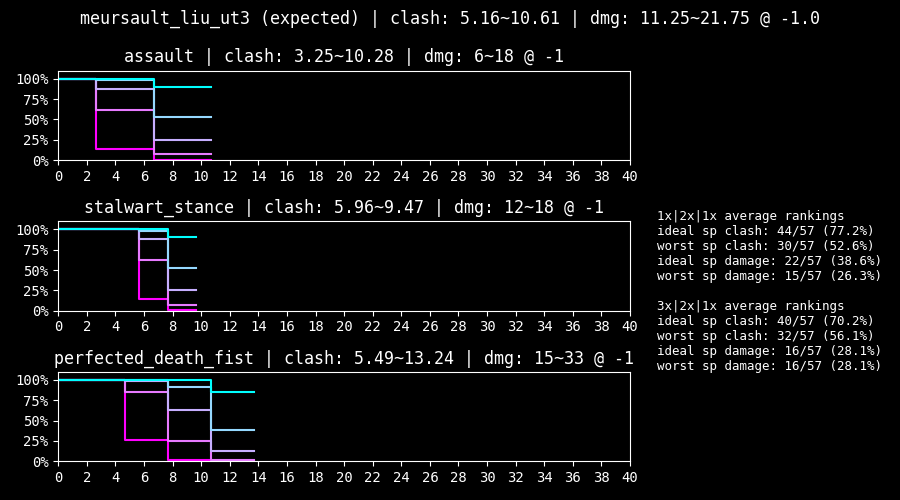 meursault_liu_ut3 (expected) | clash: 5.16~10.61 | dmg: 11.25~21.75 @ -1.0
assault | clash: 3.25~10.28 | dmg: 6~18 @ -1
100%
75%
50%
25%
0%
0 2 4 6 8 10 12 14 16 18 20 22 24 26 28 30 32 34 36 38 40
stalwart_stance | clash: 5.96~9.47 | dmg: 12~18 @ -1
100%
75%
50%
25%
0%
0 2 4 6 8 10 12 14 16 18 20 22 24 26 28 30 32 34 36 38 40
perfected_death_fist | clash: 5.49~13.24 | dmg: 15~33 @ -1
100%
75%
50%
25%
0%
0 2 4 6 8 10 12 14 16 18 20 22 24 26 28 30 32 34 36 38 40
1x|2x|1x average rankings
ideal sp clash: 44/57 (77.2%)
worst sp clash: 30/57 (52.6%)
ideal sp damage: 22/57 (38.6%)
worst sp damage: 15/57 (26.3%)
3x|2x|1x average rankings
ideal sp clash: 40/57 (70.2%)
worst sp clash: 32/57 (56.1%)
ideal sp damage: 16/57 (28.1%)
worst sp damage: 16/57 (28.1%)